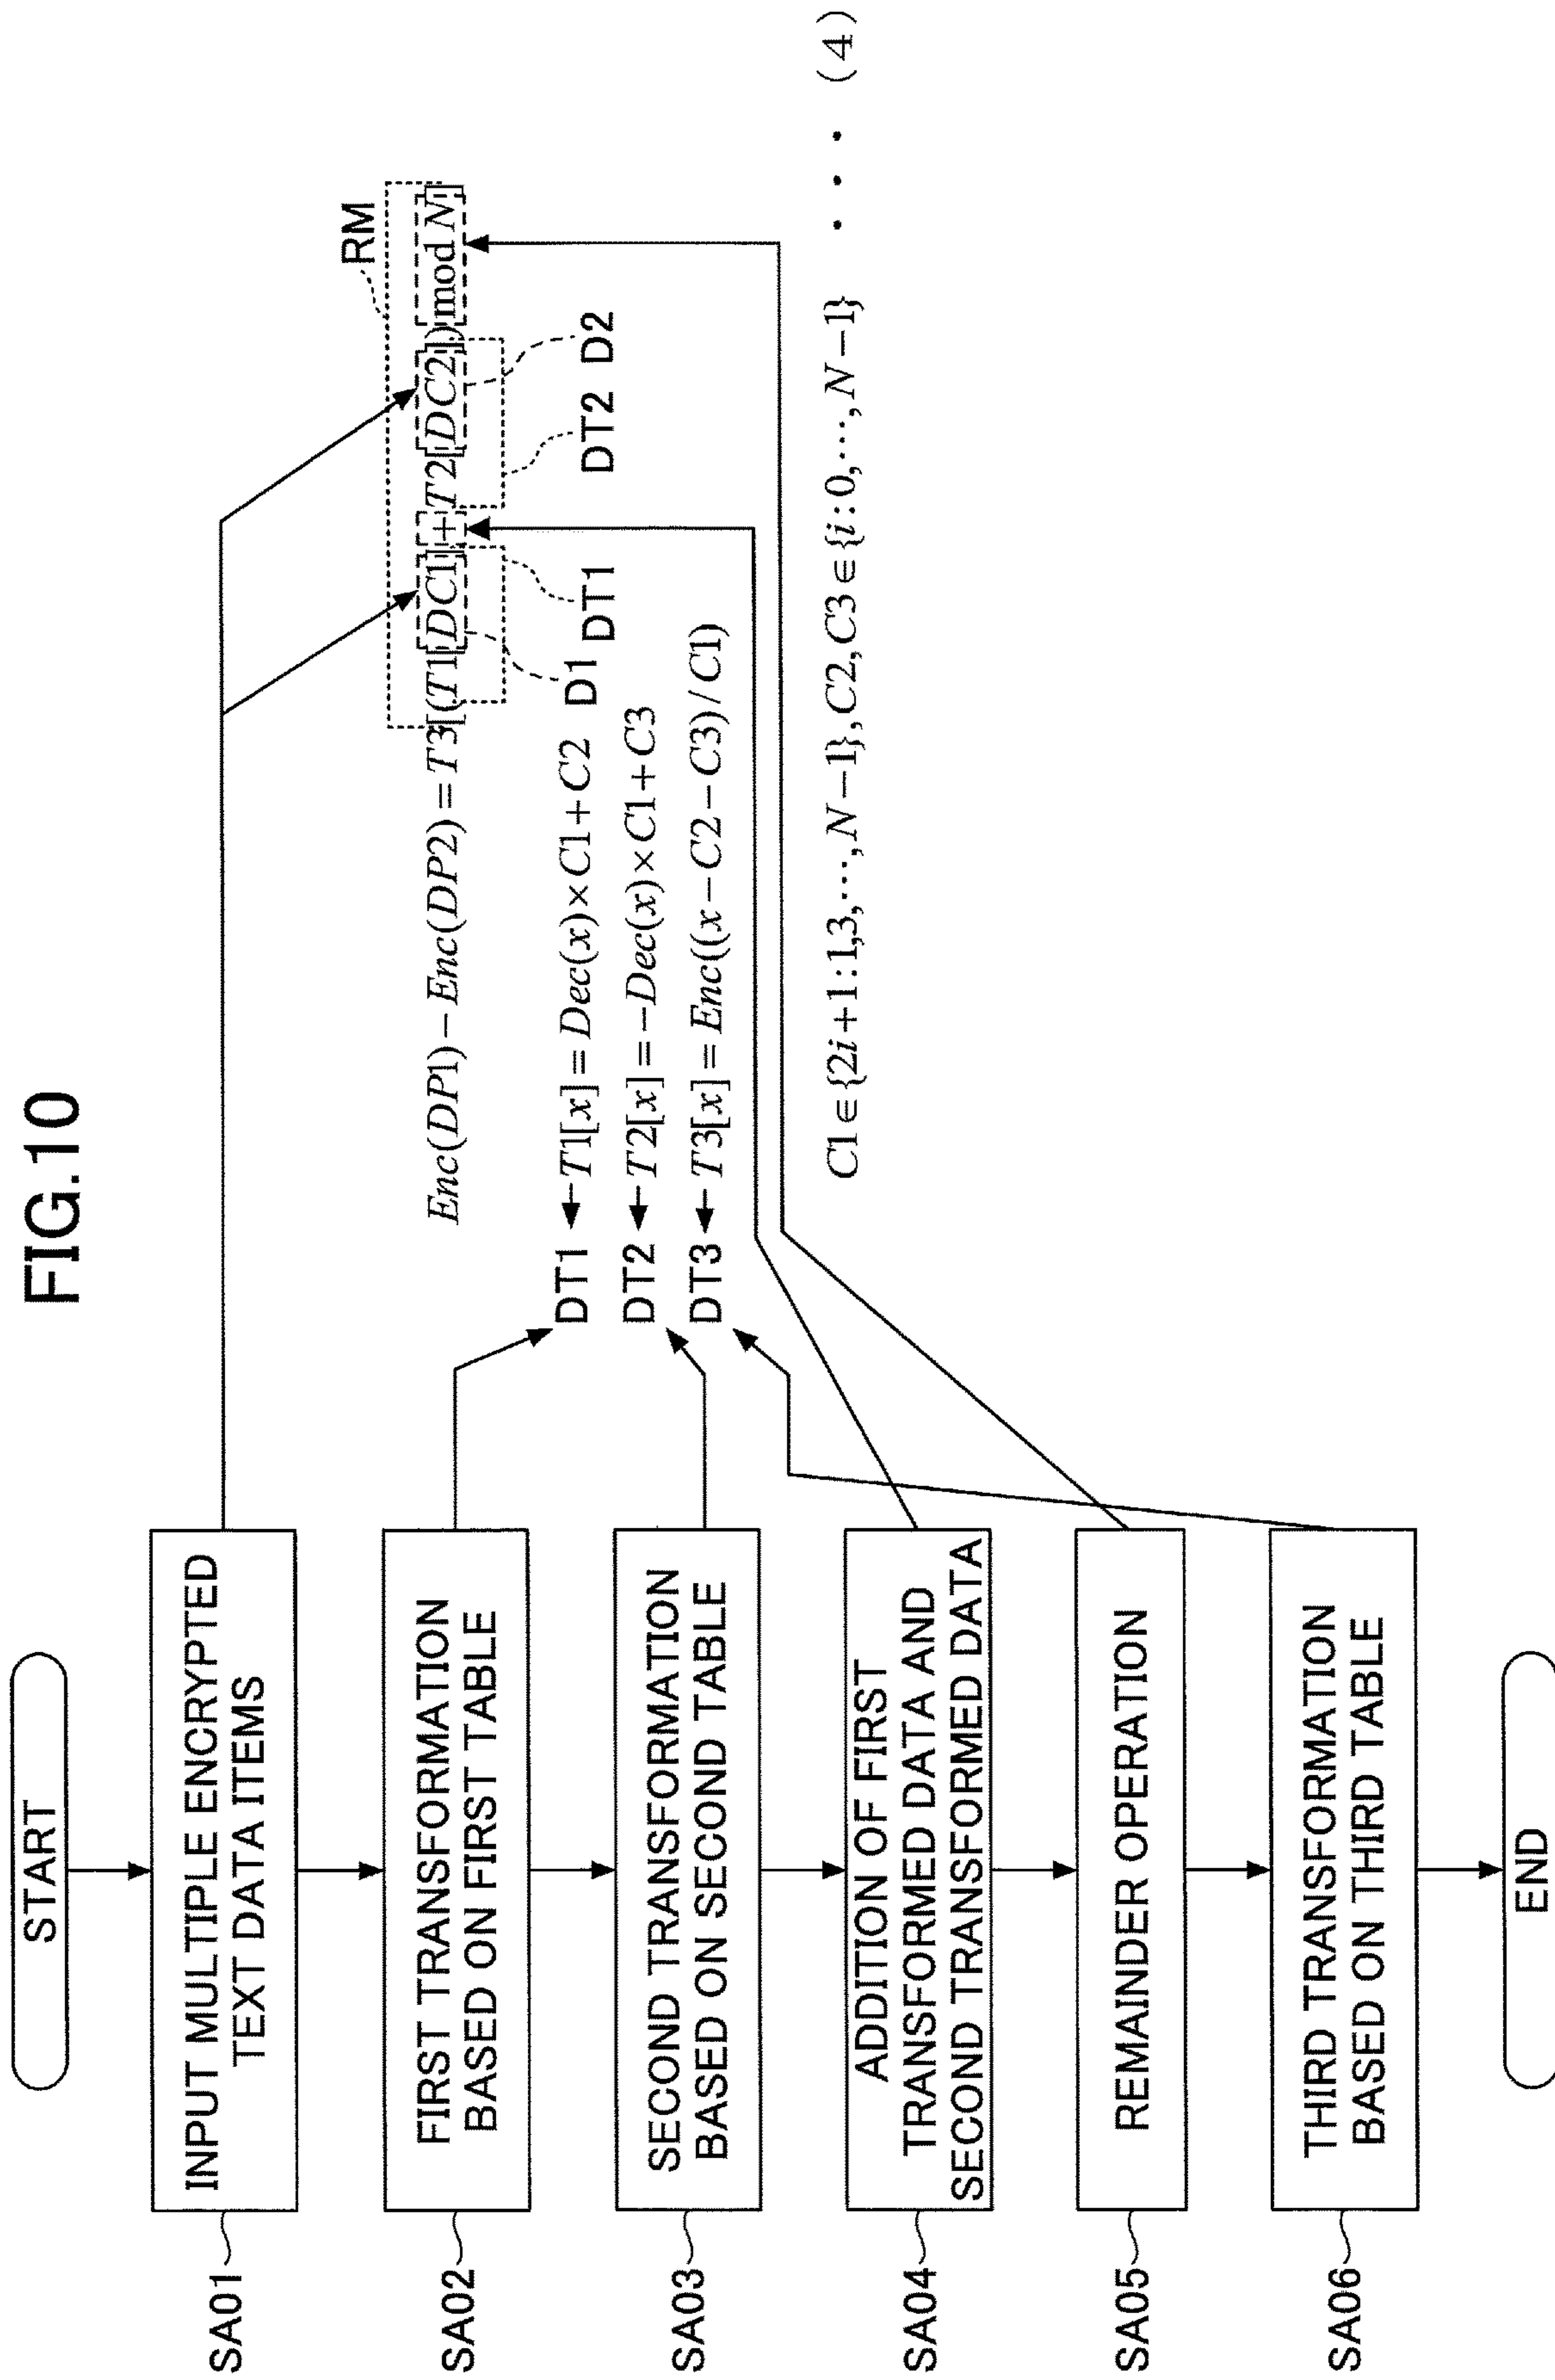 FIG.10
START
SA01
INPUT MULTIPLE ENCRYPTED
TEXT DATA ITEMS
SA02
FIRST TRANSFORMATION
BASED ON FIRST TABLE
SA03
SECOND TRANSFORMATION
BASED ON SECOND TABLE
SA04
ADDITION OF FIRST
TRANSFORMED DATA AND
SECOND TRANSFORMED DATA
SA05
REMAINDER OPERATION
SA06
THIRD TRANSFORMATION
BASED ON THIRD TABLE
END
RM
Enc(DP1)−Enc(DP2)=T3[(T1[DC1]+T2[DC2])mod N]
D1 DT1 DT2 D2
DT1←T1[x]=Dec(x)×C1+C2
DT2←T2[x]=−Dec(x)×C1+C3
DT3←T3[x]=Enc((x−C2−C3)/C1)
C1∈{2i+1:1,3,⋯,N−1},C2,C3∈{i:0,⋯,N−1} ・・・(4)